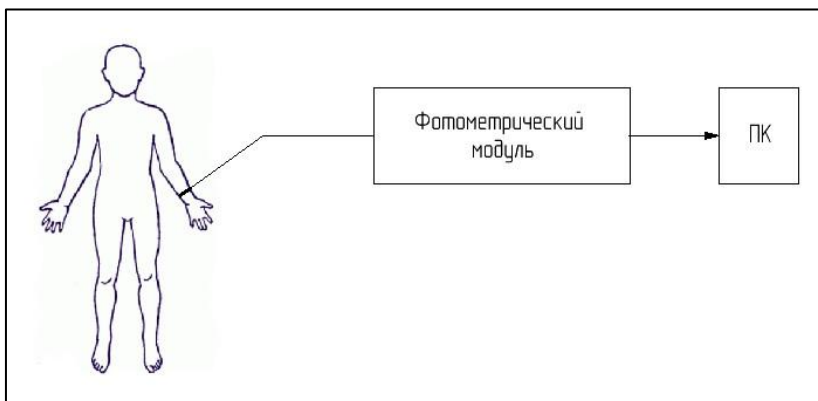 Фотометрический
модуль
ПК